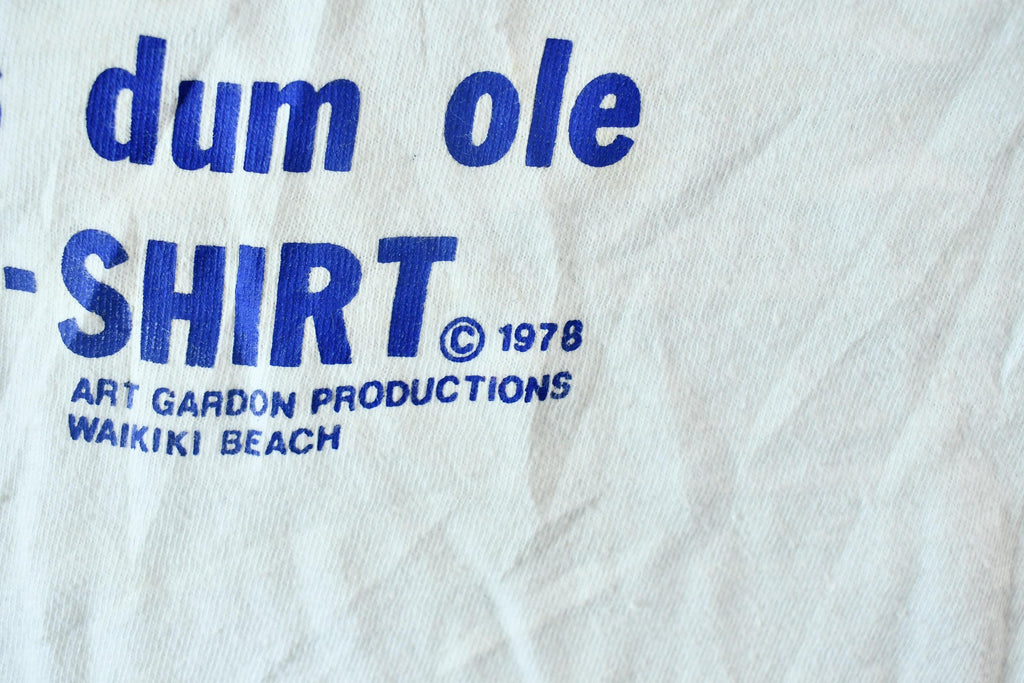 dum ole
-SHIRT © 1978
ART GARDON PRODUCTIONS
WAIKIKI BEACH